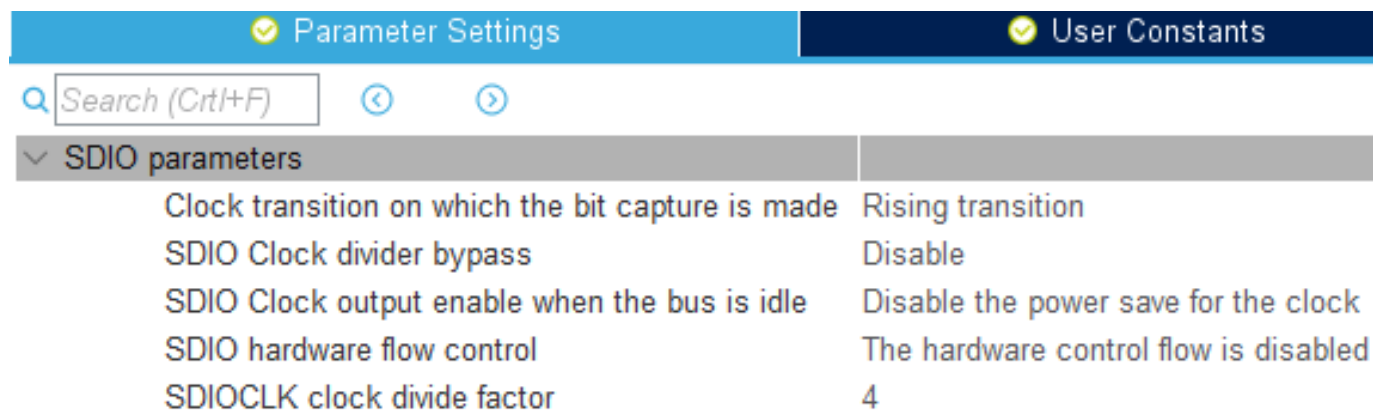 Parameter Settings
User Constants
Search (Crtl+F)
SDIO parameters
Clock transition on which the bit capture is made Rising transition
SDIO Clock divider bypass Disable
SDIO Clock output enable when the bus is idle Disable the power save for the clock
SDIO hardware flow control The hardware control flow is disabled
SDIOCLK clock divide factor 4